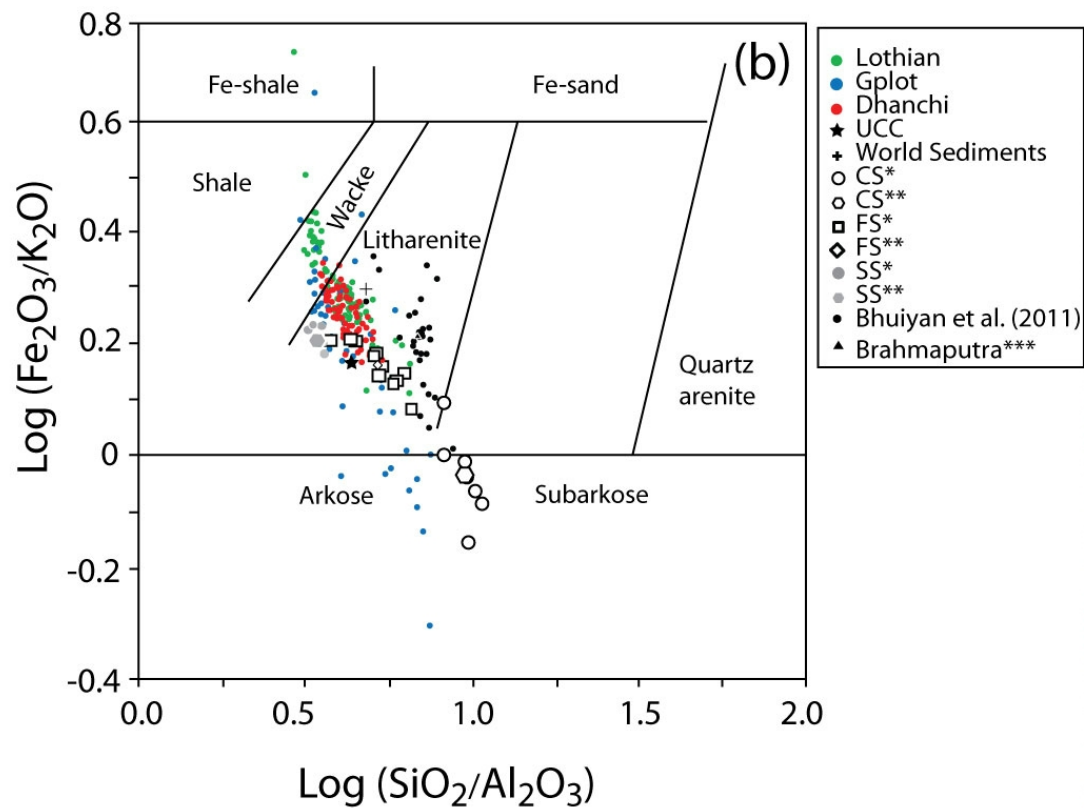 (b)
0.8
0.6
0.4
0.2
0
-0.2
-0.4
0.0
0.5
1.0
1.5
2.0
Log (Fe₂O₃/K₂O)
Log (SiO₂/Al₂O₃)
Fe-shale
Fe-sand
Shale
Wacke
Litharenite
Quartz
arenite
Arkose
Subarkose
Lothian
Gplot
Dhanchi
UCC
World Sediments
CS*
CS**
FS*
FS**
SS*
SS**
Bhuiyan et al. (2011)
Brahmaputra***